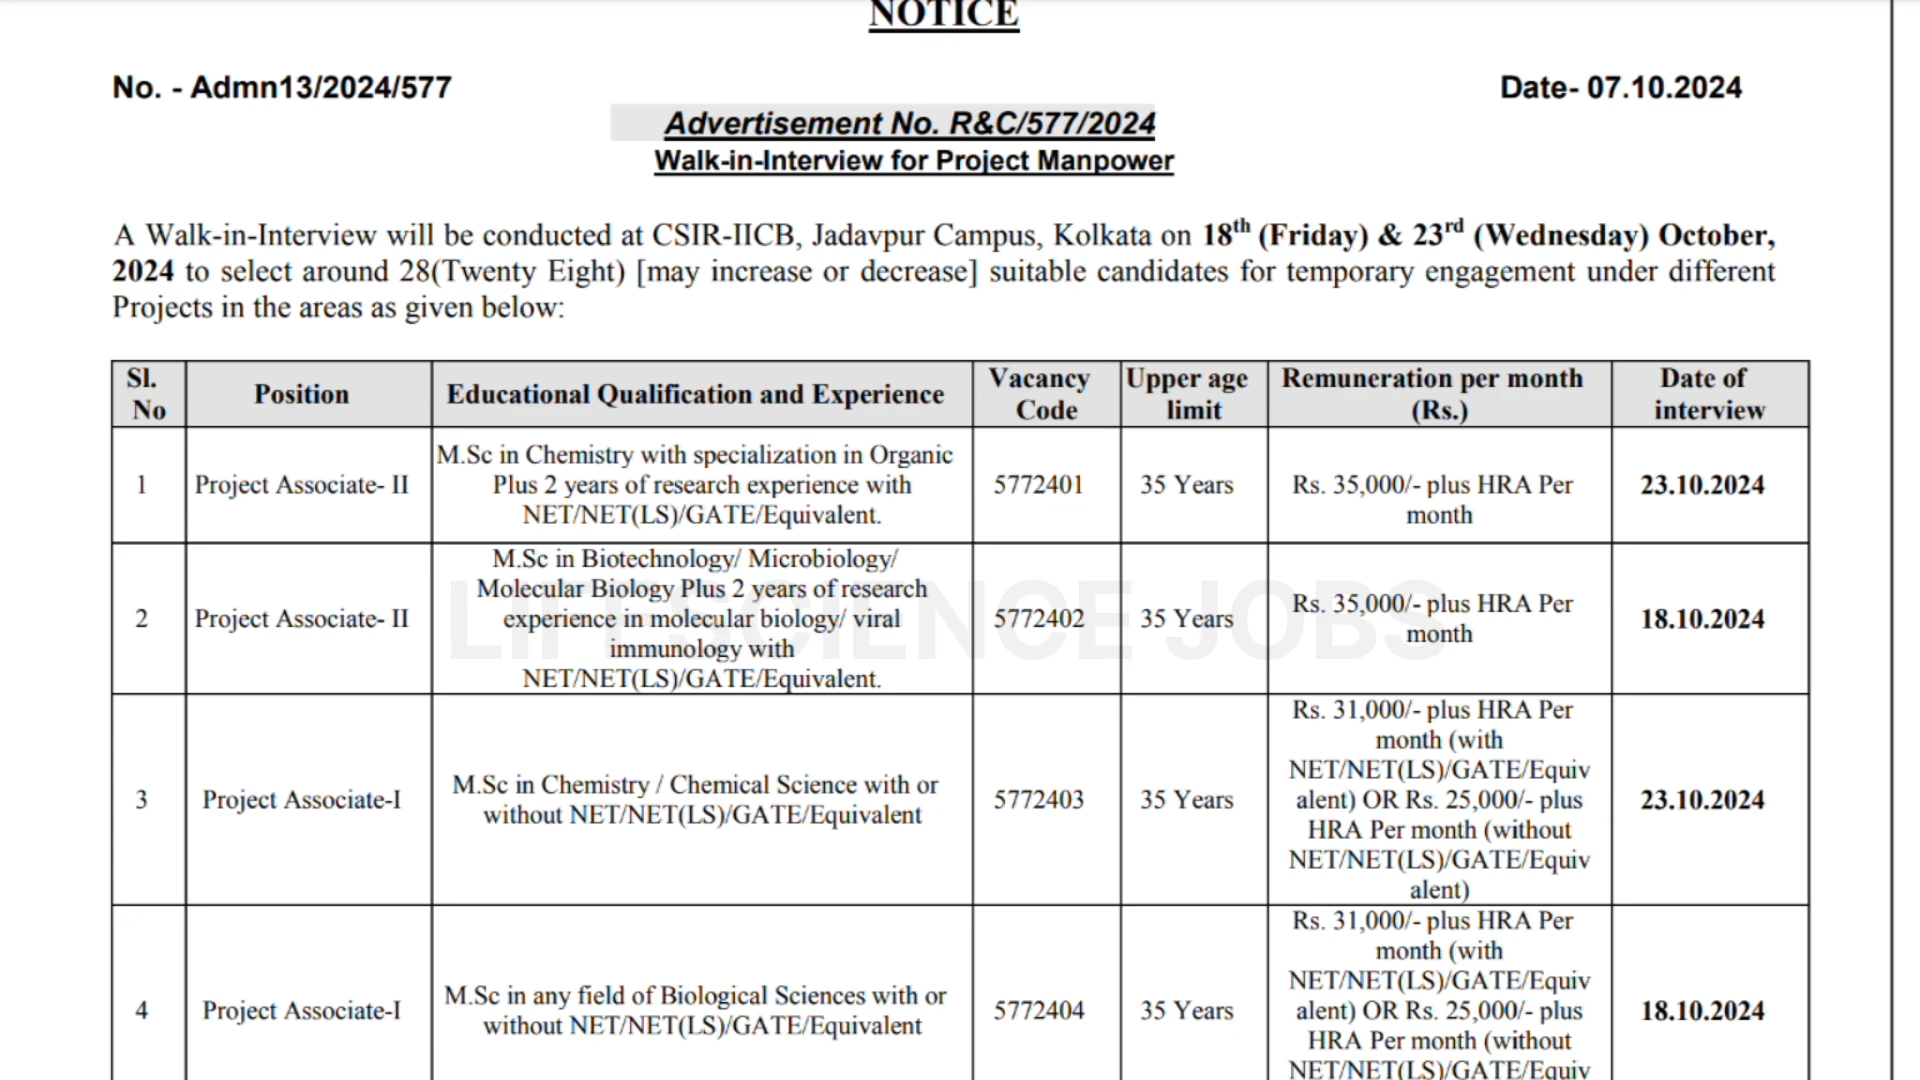 NOTICE
No. - Admn13/2024/577
Date- 07.10.2024
Advertisement No. R&C/577/2024
Walk-in-Interview for Project Manpower
A Walk-in-Interview will be conducted at CSIR-IICB, Jadavpur Campus, Kolkata on 18th (Friday) & 23rd (Wednesday) October,
2024 to select around 28(Twenty Eight) [may increase or decrease] suitable candidates for temporary engagement under different
Projects in the areas as given below:
Sl.
No
Position
Educational Qualification and Experience
Vacancy
Code
Upper age
limit
Remuneration per month
(Rs.)
Date of
interview
1
Project Associate- II
M.Sc in Chemistry with specialization in Organic
Plus 2 years of research experience with
NET/NET(LS)/GATE/Equivalent.
5772401
35 Years
Rs. 35,000/- plus HRA Per
month
23.10.2024
2
Project Associate- II
M.Sc in Biotechnology/ Microbiology/
Molecular Biology Plus 2 years of research
experience in molecular biology/ viral
immunology with
NET/NET(LS)/GATE/Equivalent.
5772402
35 Years
Rs. 35,000/- plus HRA Per
month
18.10.2024
3
Project Associate-I
M.Sc in Chemistry / Chemical Science with or
without NET/NET(LS)/GATE/Equivalent
5772403
35 Years
Rs. 31,000/- plus HRA Per
month (with
NET/NET(LS)/GATE/Equiv
alent) OR Rs. 25,000/- plus
HRA Per month (without
NET/NET(LS)/GATE/Equiv
alent)
23.10.2024
4
Project Associate-I
M.Sc in any field of Biological Sciences with or
without NET/NET(LS)/GATE/Equivalent
5772404
35 Years
Rs. 31,000/- plus HRA Per
month (with
NET/NET(LS)/GATE/Equiv
alent) OR Rs. 25,000/- plus
HRA Per month (without
NET/NET(LS)/GATE/Equiv
18.10.2024
SCIENCE JOBS